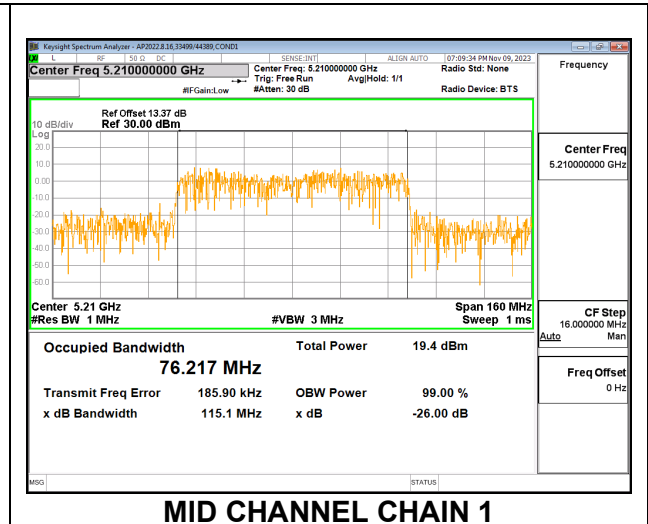 Keysight Spectrum Analyzer - AP2022.8.16,33499/44389,COND1
L RF 50 Ω DC SENSE:INT ALIGN AUTO 07:09:34 PM Nov 09, 2023
Center Freq 5.210000000 GHz
Center Freq: 5.210000000 GHz
Radio Std: None
Trig: Free Run Avg|Hold: 1/1
#IFGain:Low #Atten: 30 dB Radio Device: BTS
Frequency
Ref Offset 13.37 dB
10 dB/div Ref 30.00 dBm
Log
20.0
10.0
0.00
-10.0
-20.0
-30.0
-40.0
-50.0
-60.0
Center 5.21 GHz Span 160 MHz
#Res BW 1 MHz #VBW 3 MHz Sweep 1 ms
Center Freq
5.210000000 GHz
CF Step
16.000000 MHz
Auto Man
Freq Offset
0 Hz
Occupied Bandwidth Total Power 19.4 dBm
76.217 MHz
Transmit Freq Error 185.90 kHz OBW Power 99.00 %
x dB Bandwidth 115.1 MHz x dB -26.00 dB
MSG STATUS
MID CHANNEL CHAIN 1